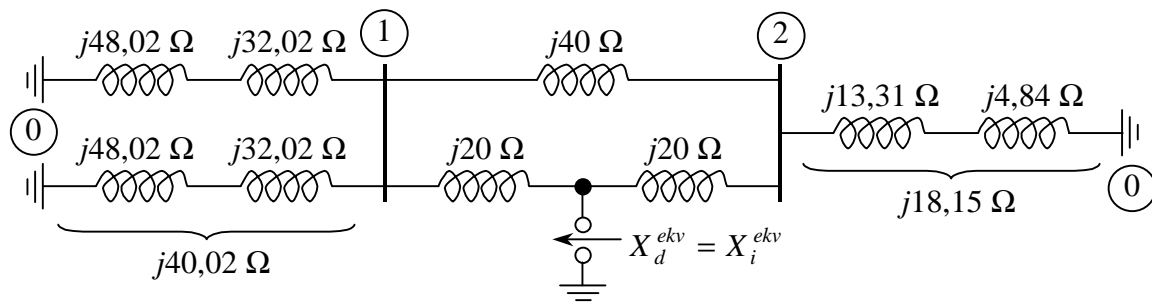 1
2
j48,02 Ω j32,02 Ω j40 Ω
j13,31 Ω j4,84 Ω
0
j48,02 Ω j32,02 Ω j20 Ω j20 Ω
0
j18,15 Ω
j40,02 Ω
X_d^{ekv} = X_i^{ekv}